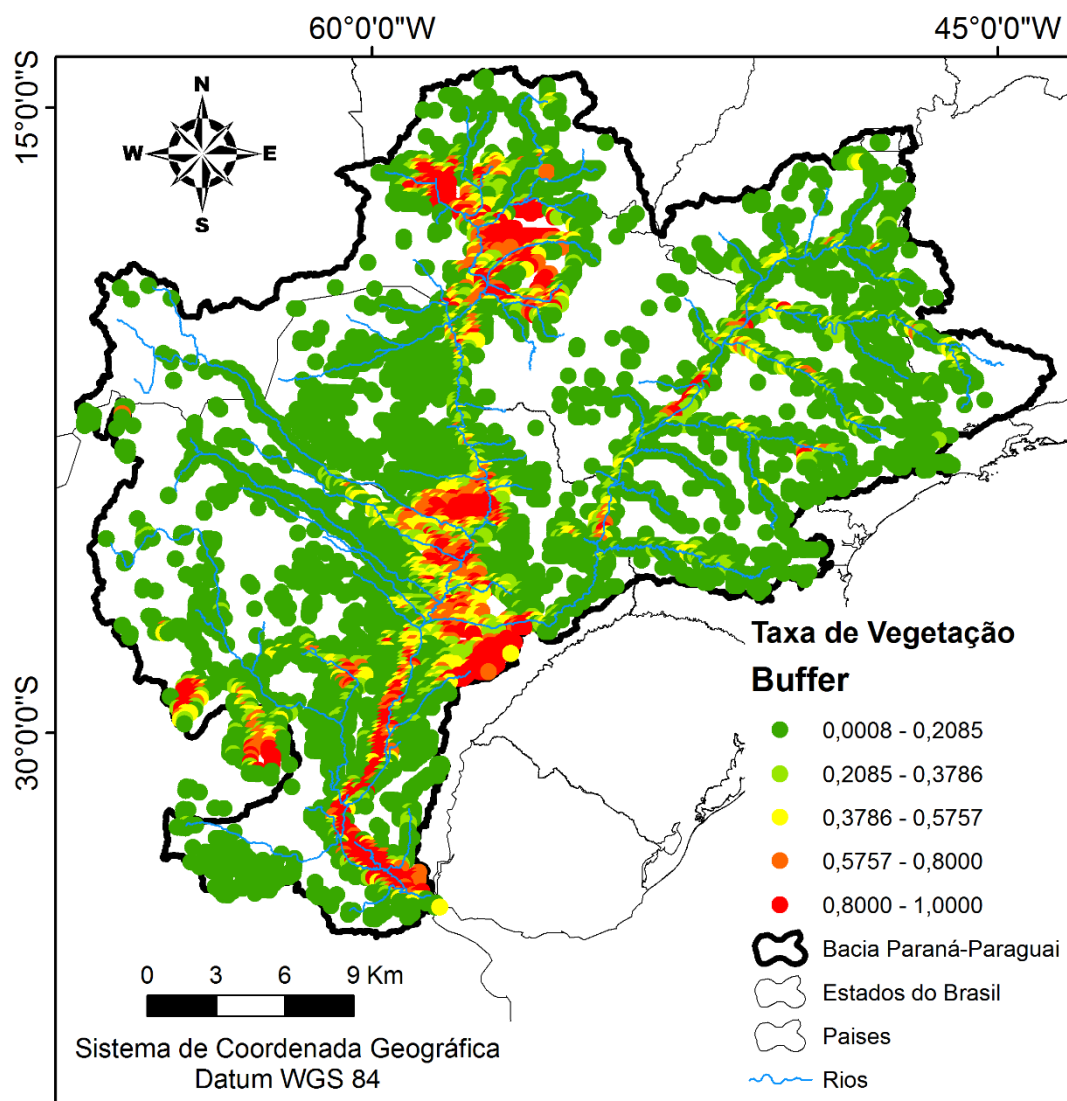 60°0'0"W
45°0'0"W
15°0'0"S
30°0'0"S
N
W
E
S
Taxa de Vegetação
Buffer
0,0008 - 0,2085
0,2085 - 0,3786
0,3786 - 0,5757
0,5757 - 0,8000
0,8000 - 1,0000
Bacia Paraná-Paraguai
Estados do Brasil
Paises
Rios
0 3 6 9 Km
Sistema de Coordenada Geográfica
Datum WGS 84